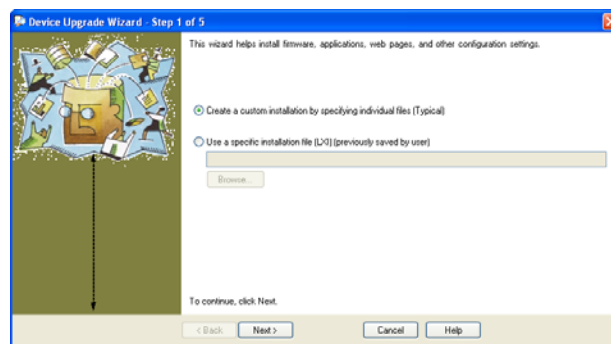 Device Upgrade Wizard - Step 1 of 5
This wizard helps install firmware, applications, web pages, and other configuration settings.
Create a custom installation by specifying individual files (Typical)
Use a specific installation file (LXI) (previously saved by user)
Browse...
To continue, click Next.
< Back
Next >
Cancel
Help